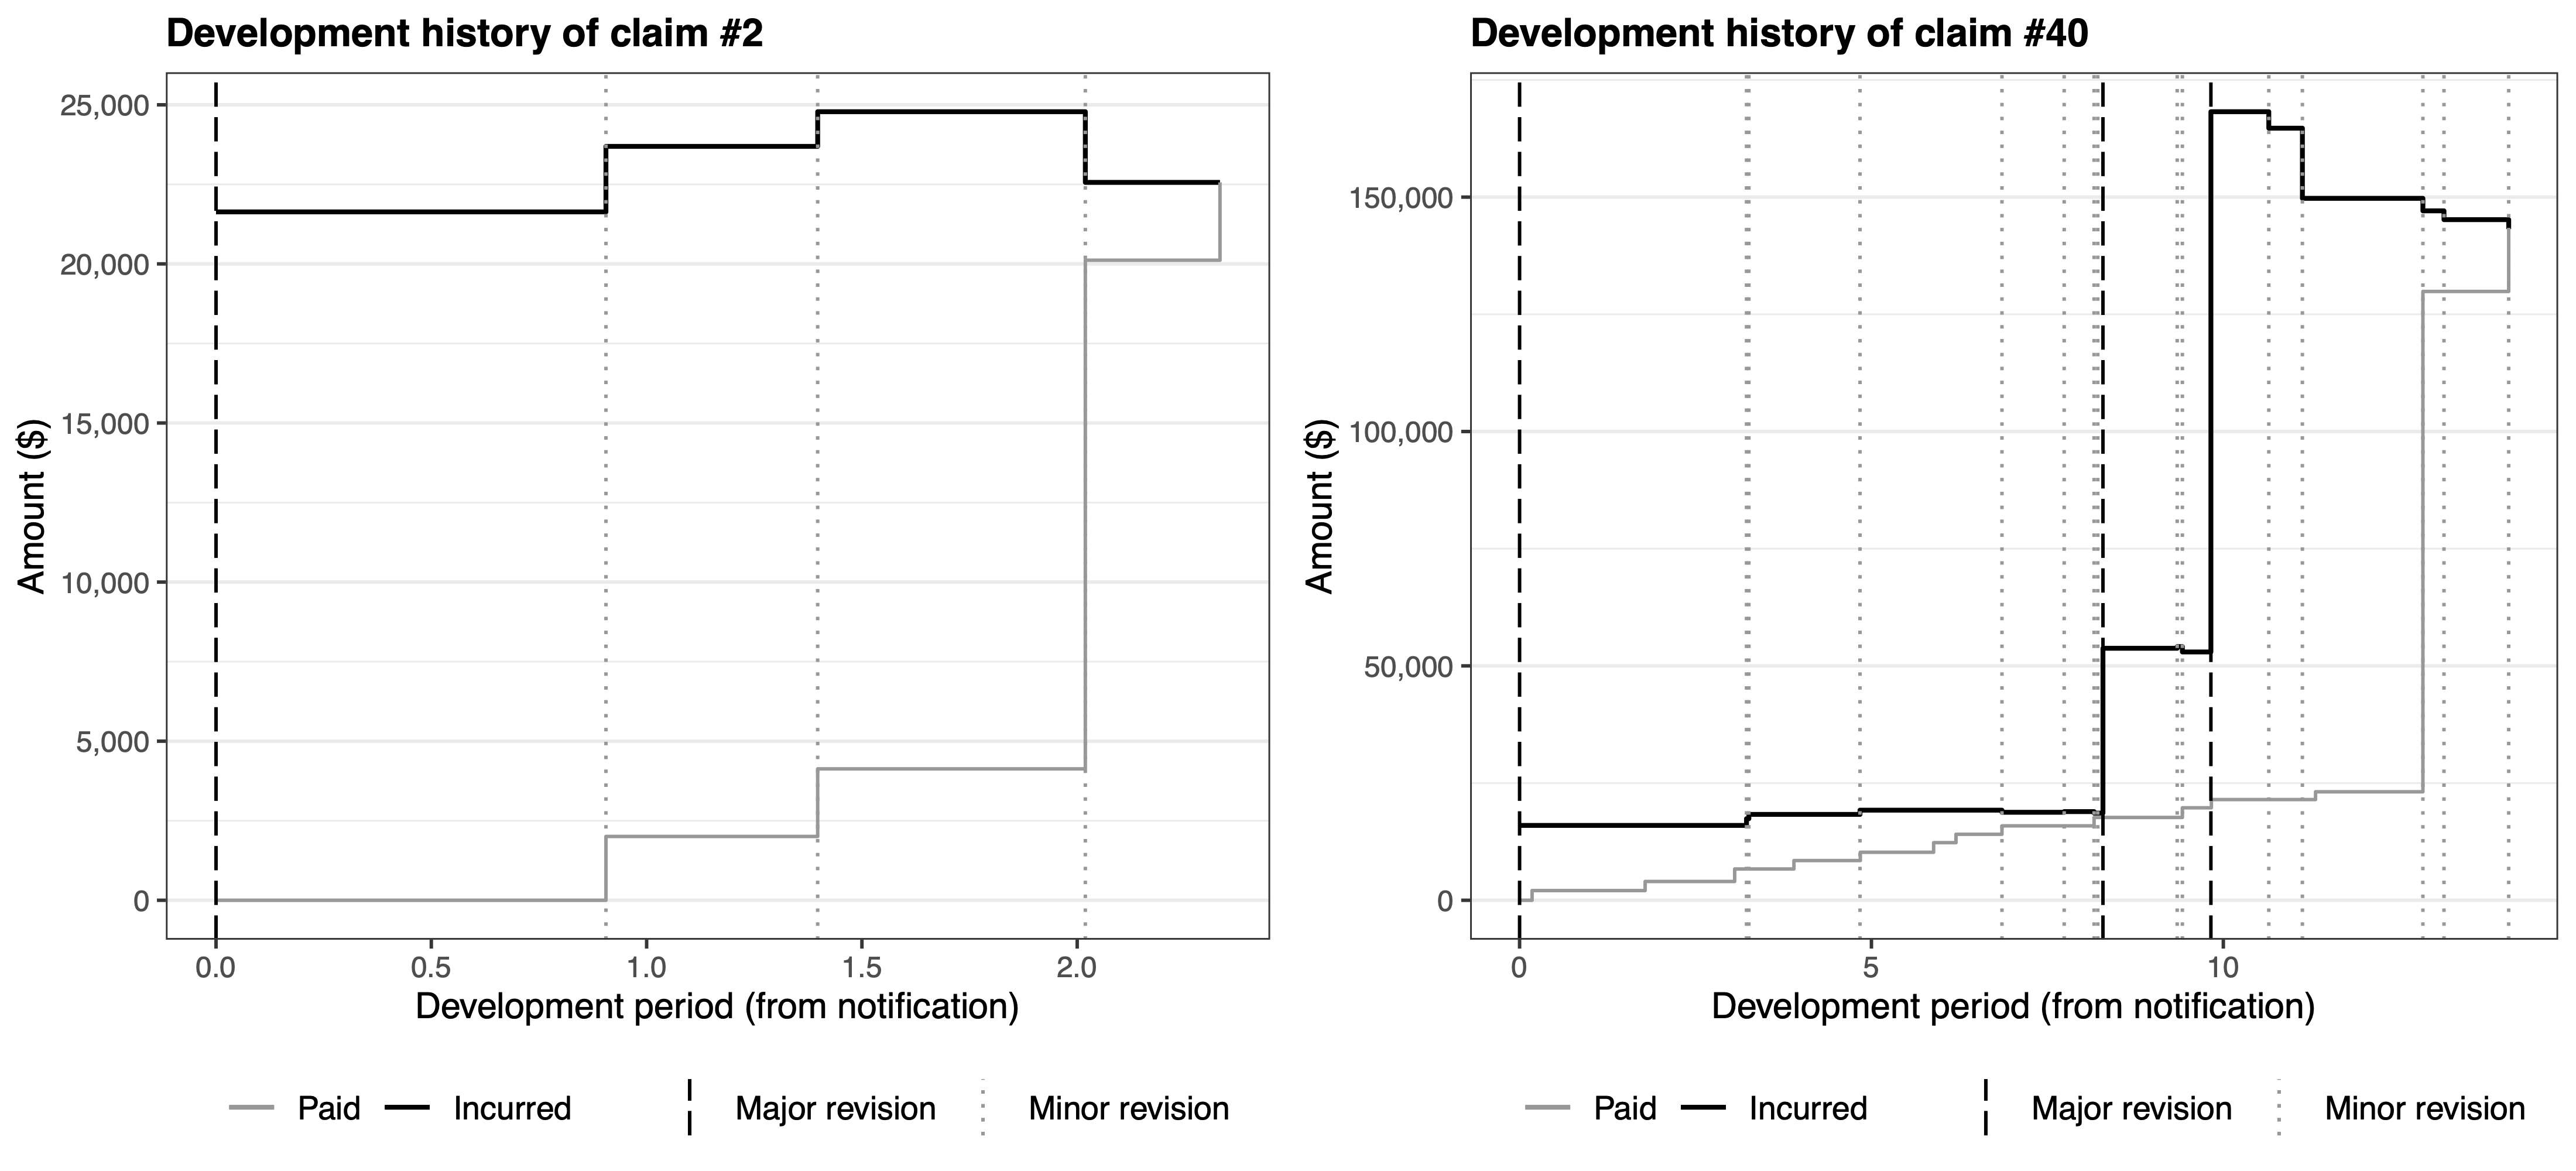 Development history of claim #2
25,000
20,000
15,000
10,000
5,000
0
Amount ($)
0.0 0.5 1.0 1.5 2.0
Development period (from notification)
Paid Incurred Major revision Minor revision
Development history of claim #40
150,000
100,000
50,000
0
Amount ($)
0 5 10
Development period (from notification)
Paid Incurred Major revision Minor revision